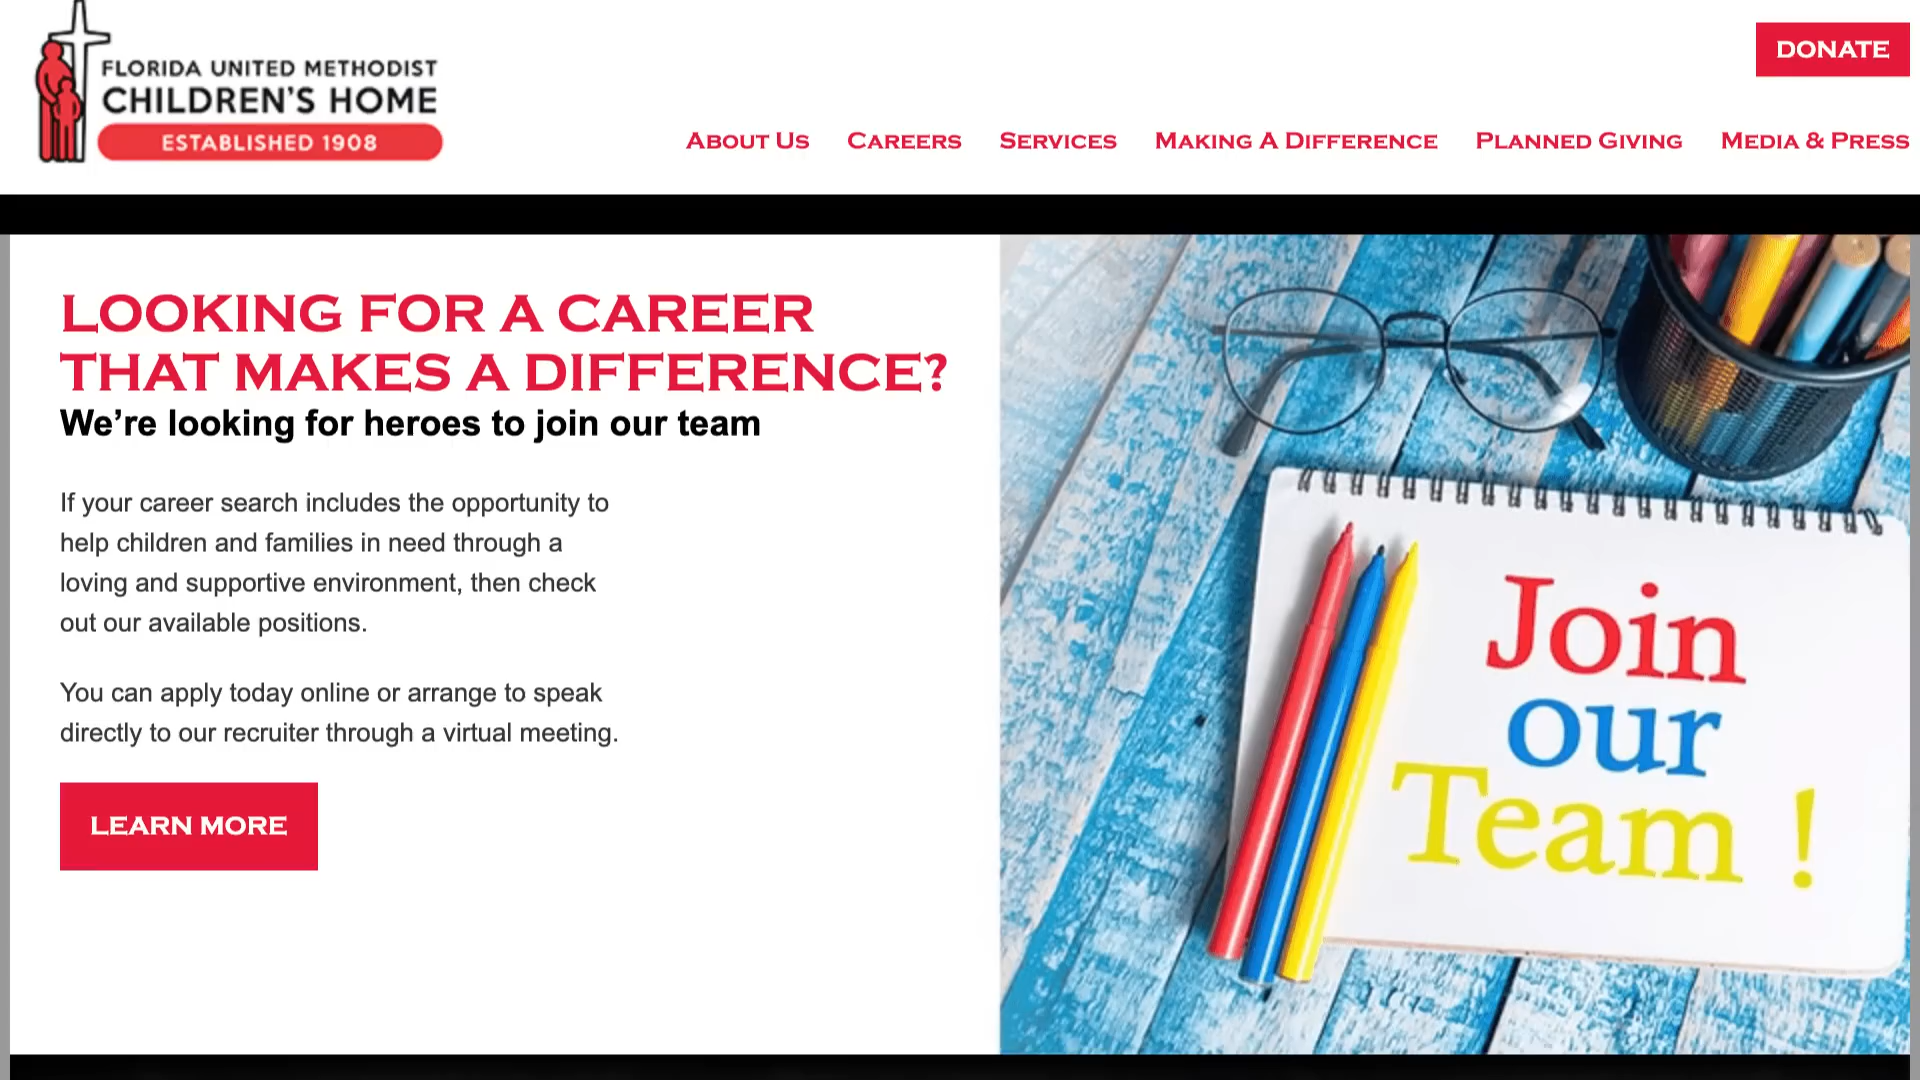 FLORIDA UNITED METHODIST
CHILDREN'S HOME
ESTABLISHED 1908
DONATE
ABOUT US CAREERS SERVICES MAKING A DIFFERENCE PLANNED GIVING MEDIA & PRESS
LOOKING FOR A CAREER
THAT MAKES A DIFFERENCE?
We’re looking for heroes to join our team
If your career search includes the opportunity to
help children and families in need through a
loving and supportive environment, then check
out our available positions.
You can apply today online or arrange to speak
directly to our recruiter through a virtual meeting.
LEARN MORE
Join
our
Team !